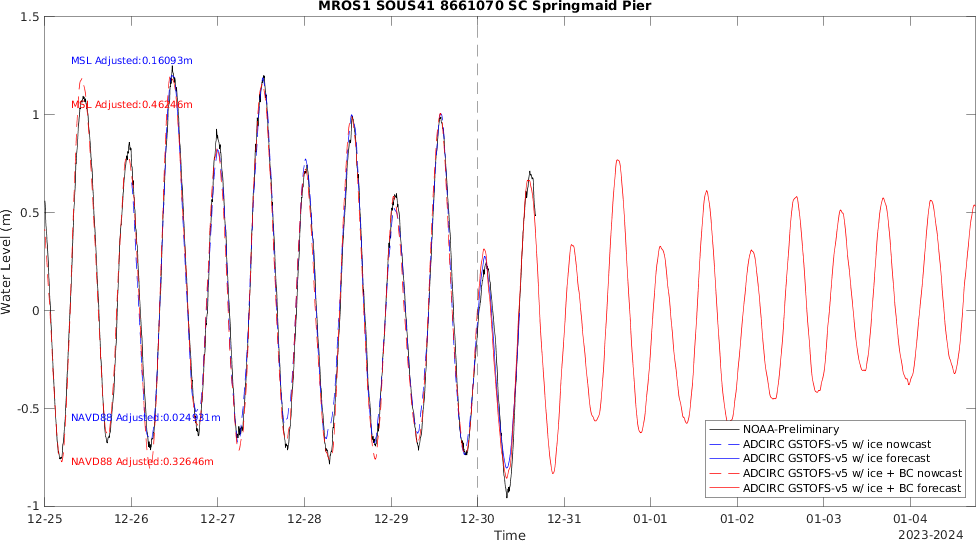 MROS1 SOUS41 8661070 SC Springmaid Pier
1.5
1
0.5
0
-0.5
-1
Water Level (m)
MSL Adjusted:0.16093m
MSL Adjusted:0.46246m
NAVD88 Adjusted:0.024931m
NAVD88 Adjusted:0.32646m
NOAA-Preliminary
ADCIRC GSTOFS-v5 w/ ice nowcast
ADCIRC GSTOFS-v5 w/ ice forecast
ADCIRC GSTOFS-v5 w/ ice + BC nowcast
ADCIRC GSTOFS-v5 w/ ice + BC forecast
12-25 12-26 12-27 12-28 12-29 12-30 12-31 01-01 01-02 01-03 01-04
Time
2023-2024